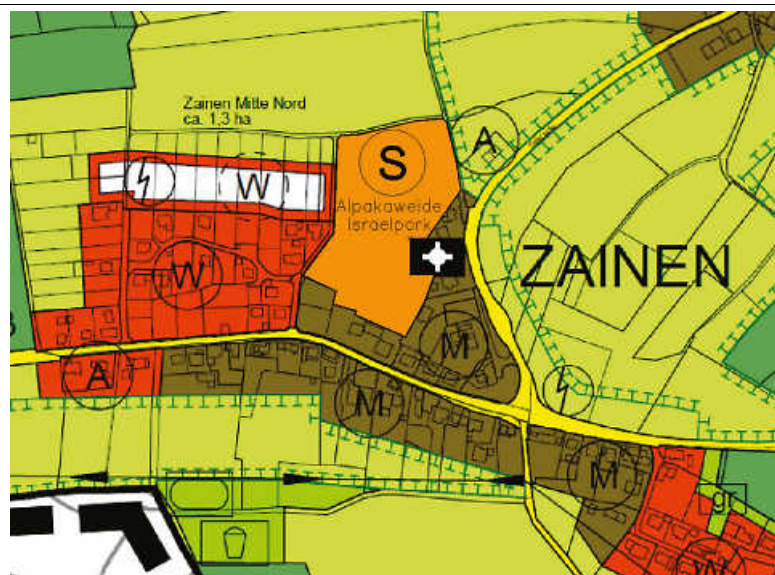 Zainen Mitte Nord
ca. 1,3 ha
A
S
W
Alpakaweide
Israelpark
W
ZAINEN
M
A
M
M
gr
W